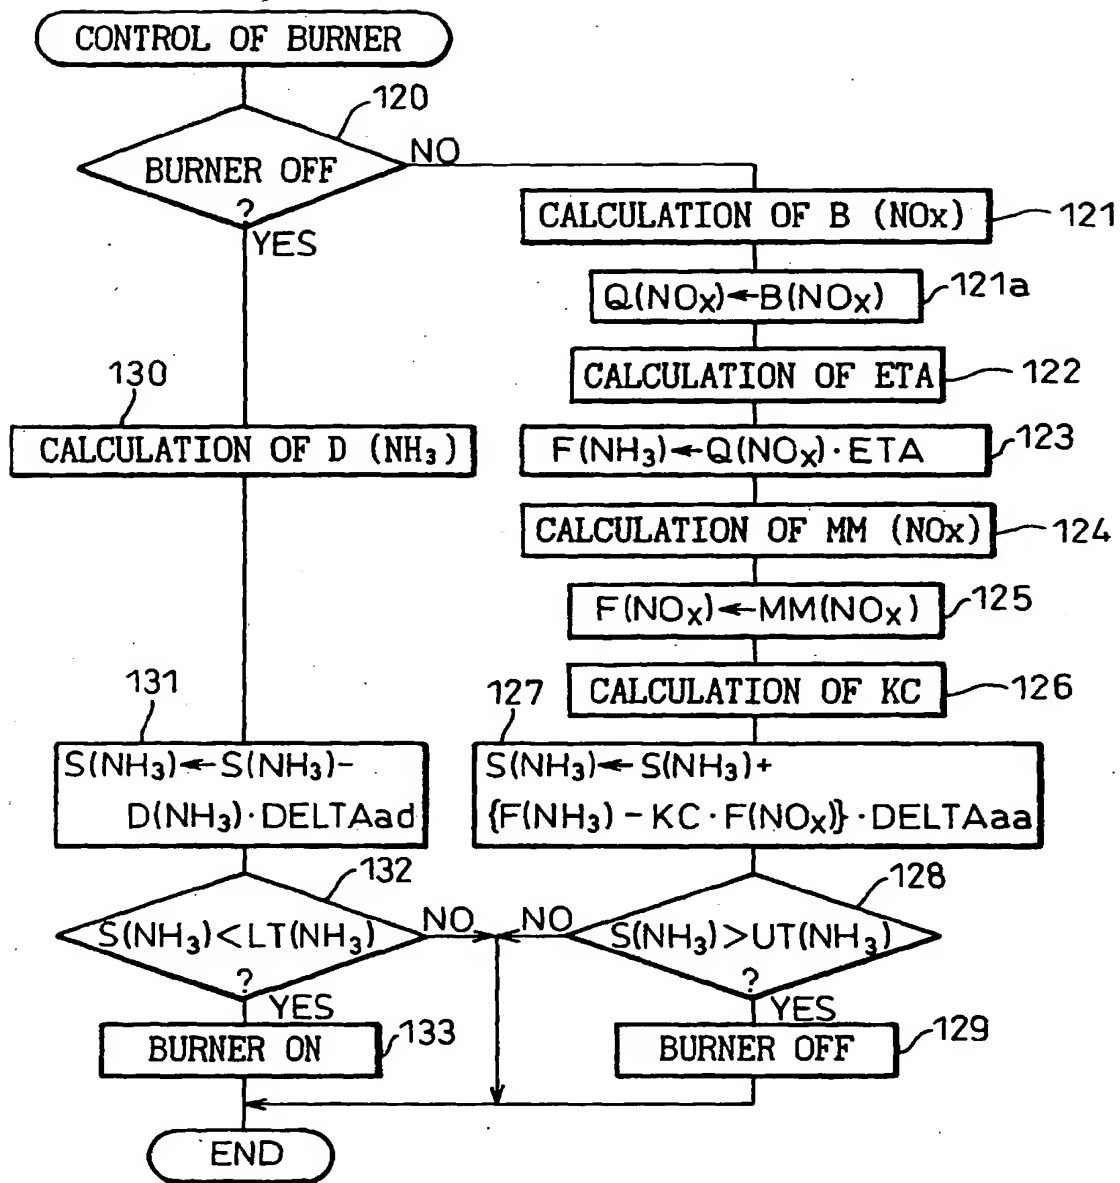 CONTROL OF BURNER
120
BURNER OFF
?
NO
YES
CALCULATION OF B (NOx)
121
Q(NOx)←B(NOx)
121a
CALCULATION OF ETA
122
130
CALCULATION OF D (NH3)
F(NH3)←Q(NOx)·ETA
123
CALCULATION OF MM (NOx)
124
F(NOx)←MM(NOx)
125
CALCULATION OF KC
126
131
S(NH3)←S(NH3)-
D(NH3)·DELTAad
127
S(NH3)←S(NH3)+
{F(NH3)-KC·F(NOx)}·DELTAaa
132
S(NH3)<LT(NH3)
?
NO
YES
NO
128
S(NH3)>UT(NH3)
?
YES
BURNER ON
133
BURNER OFF
129
END